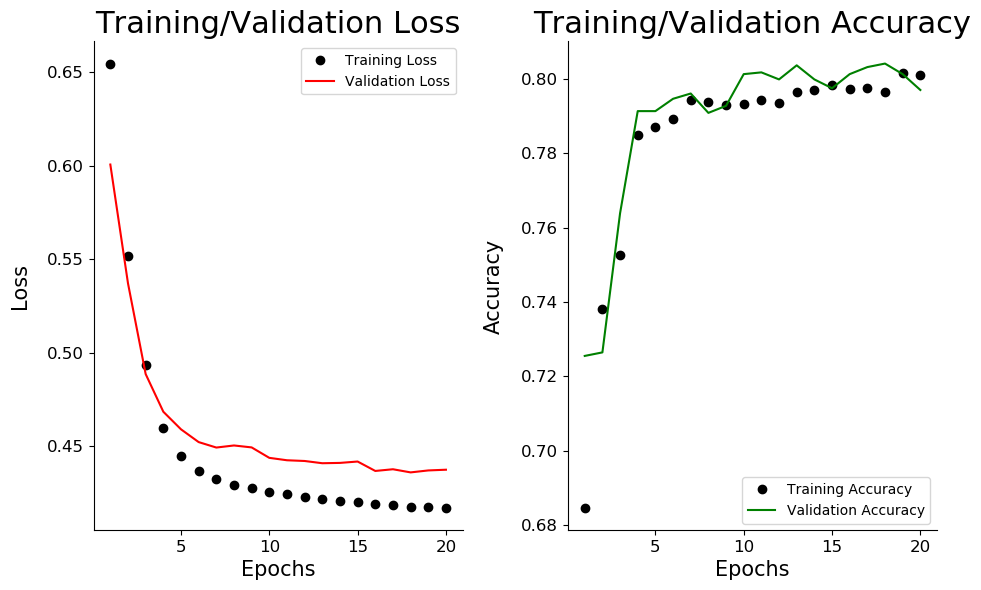 Training/Validation Loss
Training Loss
Validation Loss
0.65
0.60
0.55
0.50
0.45
Loss
5
10
15
20
Epochs
Training/Validation Accuracy
0.80
0.78
0.76
0.74
0.72
0.70
0.68
Accuracy
Training Accuracy
Validation Accuracy
5
10
15
20
Epochs